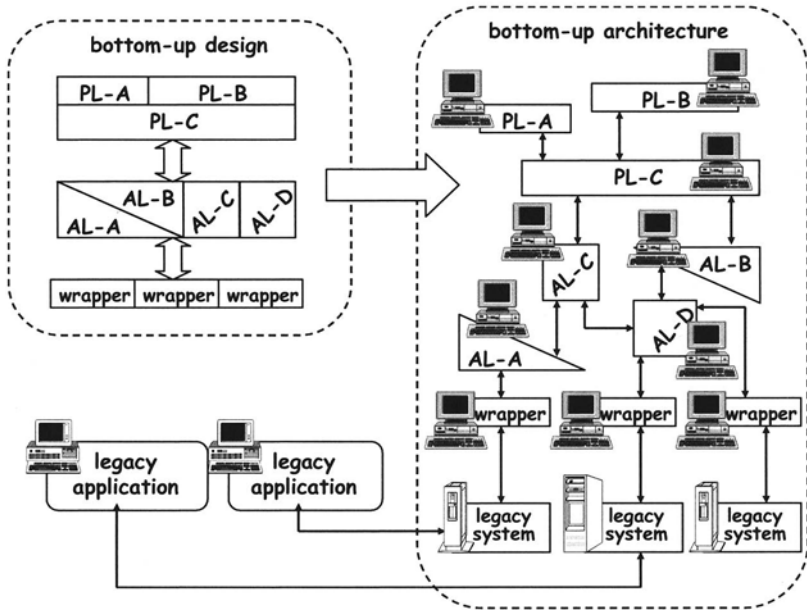 bottom-up design
PL-A PL-B
PL-C
AL-B
AL-A
AL-C
AL-D
wrapper wrapper wrapper
bottom-up architecture
PL-B
PL-A
PL-C
AL-C
AL-B
AL-D
AL-A
wrapper wrapper wrapper
legacy
application
legacy
application
legacy
system
legacy
system
legacy
system